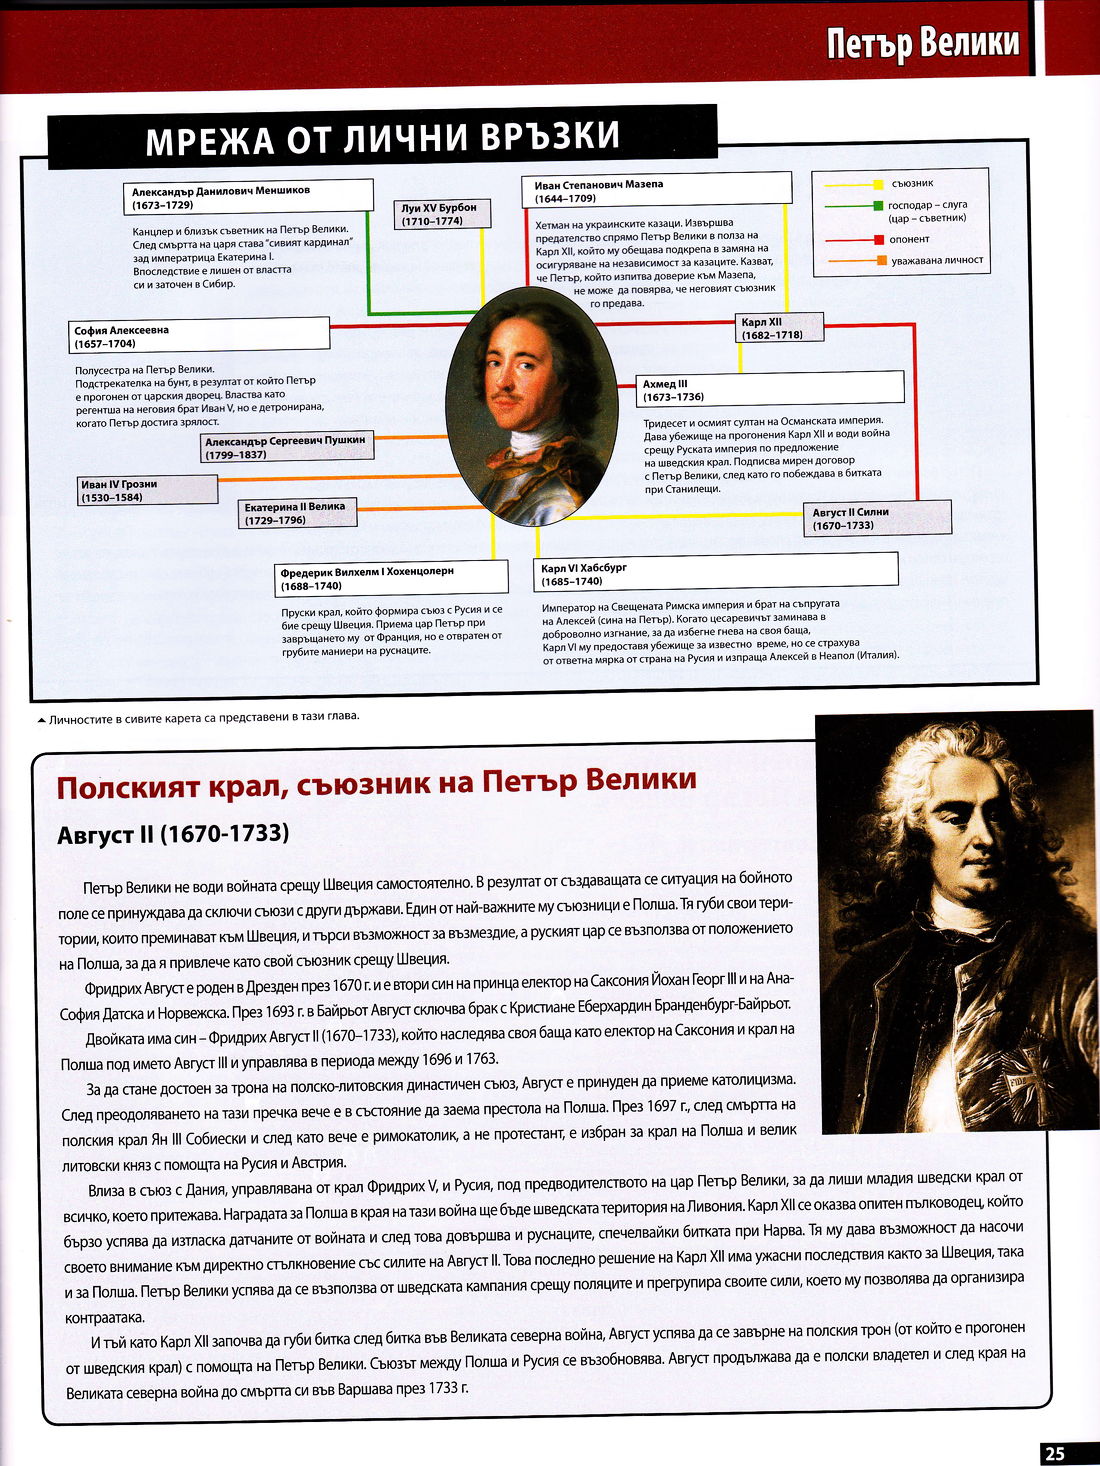 Петър Велики
МРЕЖА ОТ ЛИЧНИ ВРЪЗКИ
Александър Данилович Меншиков
(1673–1729)
Канцлер и близък съветник на Петър Велики.
След смъртта на царя става “сивият кардинал”
зад императрица Екатерина I.
Впоследствие е лишен от властта
си и заточен в Сибир.
Луи XV Бурбон
(1710–1774)
Иван Степанович Мазепа
(1644–1709)
Хетман на украинските казаци. Извършва
предателство спрямо Петър Велики в полза на
Карл XII, който му обещава подкрепа в замяна на
осигуряване на независимост за казаците. Казват,
че Петър, който изпитва доверие към Мазепа,
не може да повярва, че неговият съюзник
го предава.
съюзник
господар – слуга
(цар – съветник)
опонент
уважавана личност
София Алексеевна
(1657–1704)
Полусестра на Петър Велики.
Подстрекателка на бунт, в резултат от който Петър
е прогонен от царския дворец. Властва като
регентша на неговия брат Иван V, но е детронирана,
когато Петър достига зрялост.
Карл XII
(1682–1718)
Ахмед III
(1673–1736)
Тридесет и осмият султан на Османската империя.
Дава убежище на прогонения Карл XII и води война
срещу Руската империя по предложение
на шведския крал. Подписва мирен договор
с Петър Велики, след като го побеждава в битката
при Станилещи.
Александър Сергеевич Пушкин
(1799–1837)
Иван IV Грозни
(1530–1584)
Екатерина II Велика
(1729–1796)
Август II Силни
(1670–1733)
Фредерик Вилхелм I Хохенцолерн
(1688–1740)
Пруски крал, който формира съюз с Русия и се
бие срещу Швеция. Приема цар Петър при
завръщането му от Франция, но е отвратен от
грубите маниери на руснаците.
Карл VI Хабсбург
(1685–1740)
Император на Свещената Римска империя и брат на съпругата
на Алексей (сина на Петър). Когато цесаревичът заминава в
доброволно изгнание, за да избегне гнева на своя баща,
Карл VI му предоставя убежище за известно време, но се страхува
от ответна мярка от страна на Русия и изпраща Алексей в Неапол (Италия).
Личностите в сивите карета са представени в тази глава.
Полският крал, съюзник на Петър Велики
Август II (1670-1733)
Петър Велики не води войната срещу Швеция самостоятелно. В резултат от създаващата се ситуация на бойното
поле се принуждава да сключи съюзи с други държави. Един от най-важните му съюзници е Полша. Тя губи свои тери-
тории, които преминават към Швеция, и търси възможност за възмездие, а руският цар се възползва от положението
на Полша, за да я привлече като свой съюзник срещу Швеция.
Фридрих Август е роден в Дрезден през 1670 г. и е втори син на принца електор на Саксония Йохан Георг III и на Ана-
София Датска и Норвежска. През 1693 г. в Байрьот Август сключва брак с Кристиане Еберхардин Бранденбург-Байрьот.
Двойката има син – Фридрих Август II (1670–1733), който наследява своя баща като електор на Саксония и крал на
Полша под името Август III и управлява в периода между 1696 и 1763.
За да стане достоен за трона на полско-литовския династичен съюз, Август е принуден да приеме католицизма.
След преодоляването на тази пречка вече е в състояние да заема престола на Полша. През 1697 г., след смъртта на
полския крал Ян III Собиески и след като вече е римокатолик, а не протестант, е избран за крал на Полша и велик
литовски княз с помощта на Русия и Австрия.
Влиза в съюз с Дания, управлявана от крал Фридрих V, и Русия, под предводителството на цар Петър Велики, за да лиши младия шведски крал от
всичко, което притежава. Наградата за Полша в края на тази война ще бъде шведската територия на Ливония. Карл XII се оказва опитен пълководец, който
бързо успява да изтласка датчаните от войната и след това довършва и руснаците, спечелвайки битката при Нарва. Тя му дава възможност да насочи
своето внимание към директно стълкновение със силите на Август II. Това последно решение на Карл XII има ужасни последствия както за Швеция, така
и за Полша. Петър Велики успява да се възползва от шведската кампания срещу поляците и прегрупира своите сили, което му позволява да организира
контраатака.
И тъй като Карл XII започва да губи битка след битка във Великата северна война, Август успява да се завърне на полския трон (от който е прогонен
от шведския крал) с помощта на Петър Велики. Съюзът между Полша и Русия се възобновява. Август продължава да е полски владетел и след края на
Великата северна война до смъртта си във Варшава през 1733 г.
25